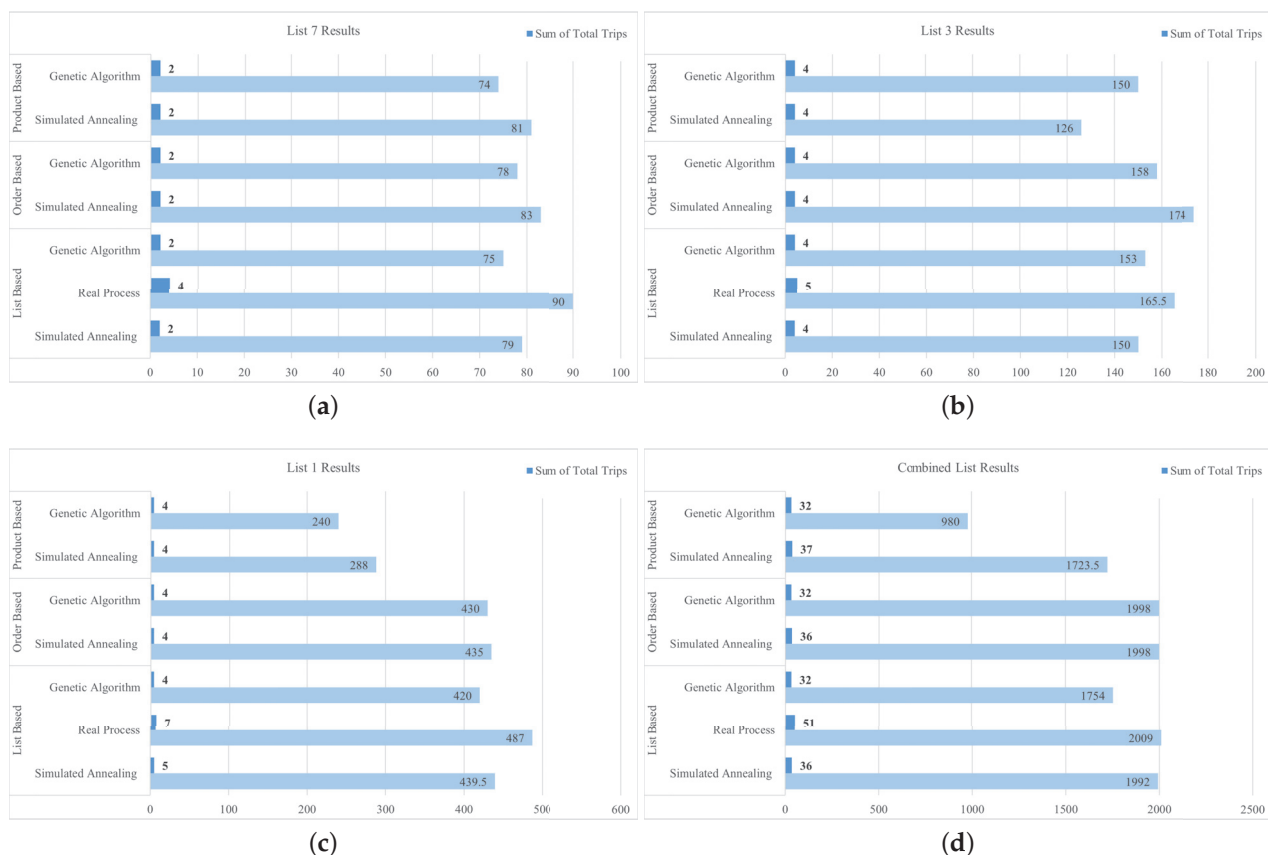 List 7 Results
Sum of Total Trips
Product Based
Genetic Algorithm
2
74
Simulated Annealing
2
81
Order Based
Genetic Algorithm
2
78
Simulated Annealing
2
83
List Based
Genetic Algorithm
2
75
Real Process
4
90
Simulated Annealing
2
79
0 10 20 30 40 50 60 70 80 90 100
(a)
List 3 Results
Sum of Total Trips
Product Based
Genetic Algorithm
4
150
Simulated Annealing
4
126
Order Based
Genetic Algorithm
4
158
Simulated Annealing
4
174
List Based
Genetic Algorithm
4
153
Real Process
5
165.5
Simulated Annealing
4
150
0 20 40 60 80 100 120 140 160 180 200
(b)
List 1 Results
Sum of Total Trips
Product Based
Genetic Algorithm
4
240
Simulated Annealing
4
288
Order Based
Genetic Algorithm
4
430
Simulated Annealing
4
435
List Based
Genetic Algorithm
4
420
Real Process
7
487
Simulated Annealing
5
439.5
0 100 200 300 400 500 600
(c)
Combined List Results
Sum of Total Trips
Product Based
Genetic Algorithm
32
980
Simulated Annealing
37
1723.5
Order Based
Genetic Algorithm
32
1998
Simulated Annealing
36
1998
List Based
Genetic Algorithm
32
1754
Real Process
51
2009
Simulated Annealing
36
1992
0 500 1000 1500 2000 2500
(d)